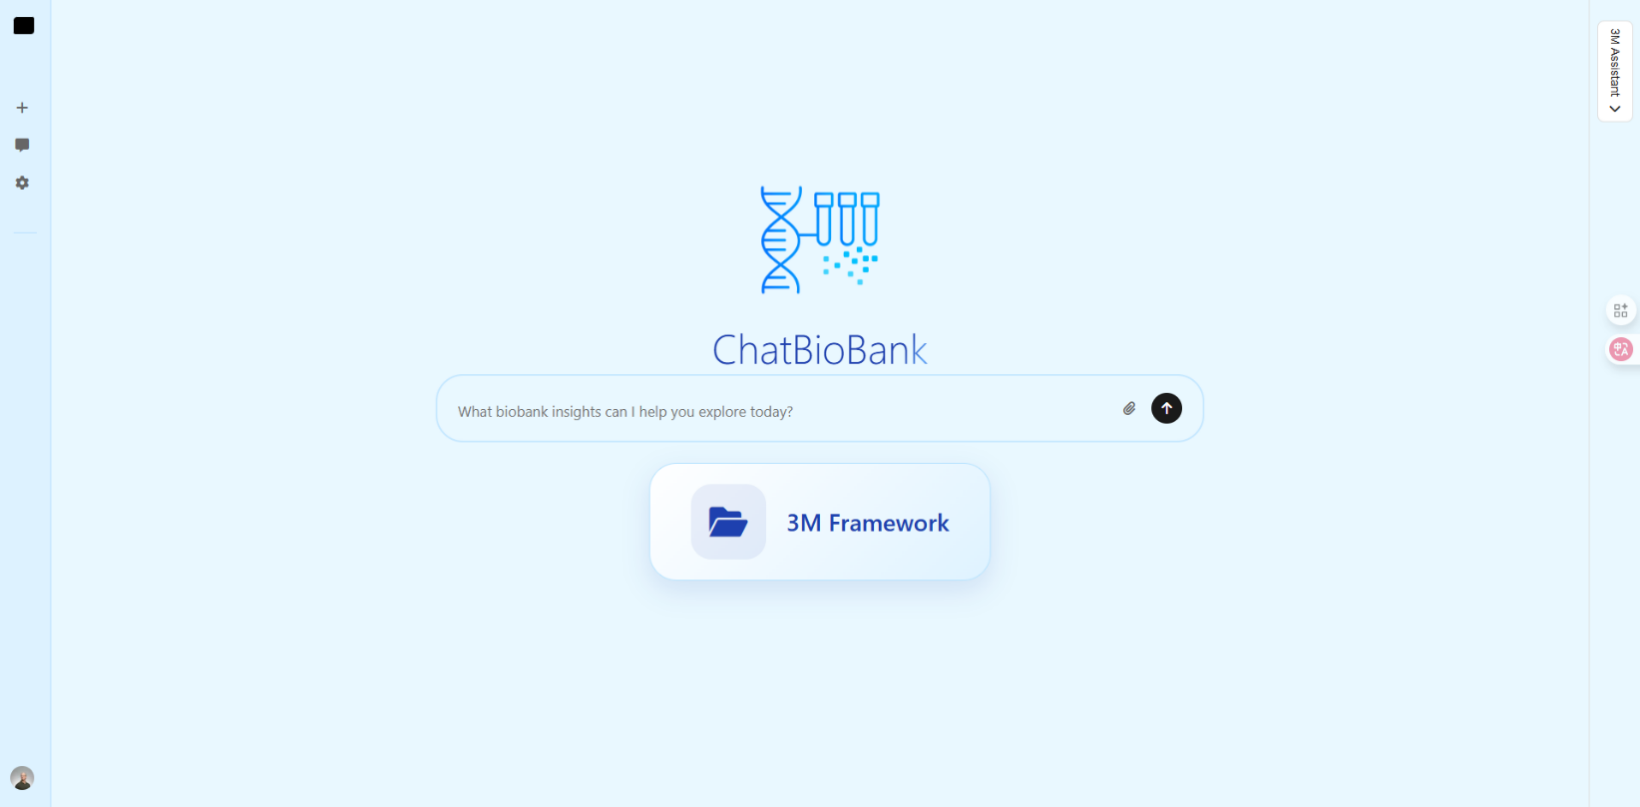 3M Assistant
ChatBioBank
What biobank insights can I help you explore today?
3M Framework